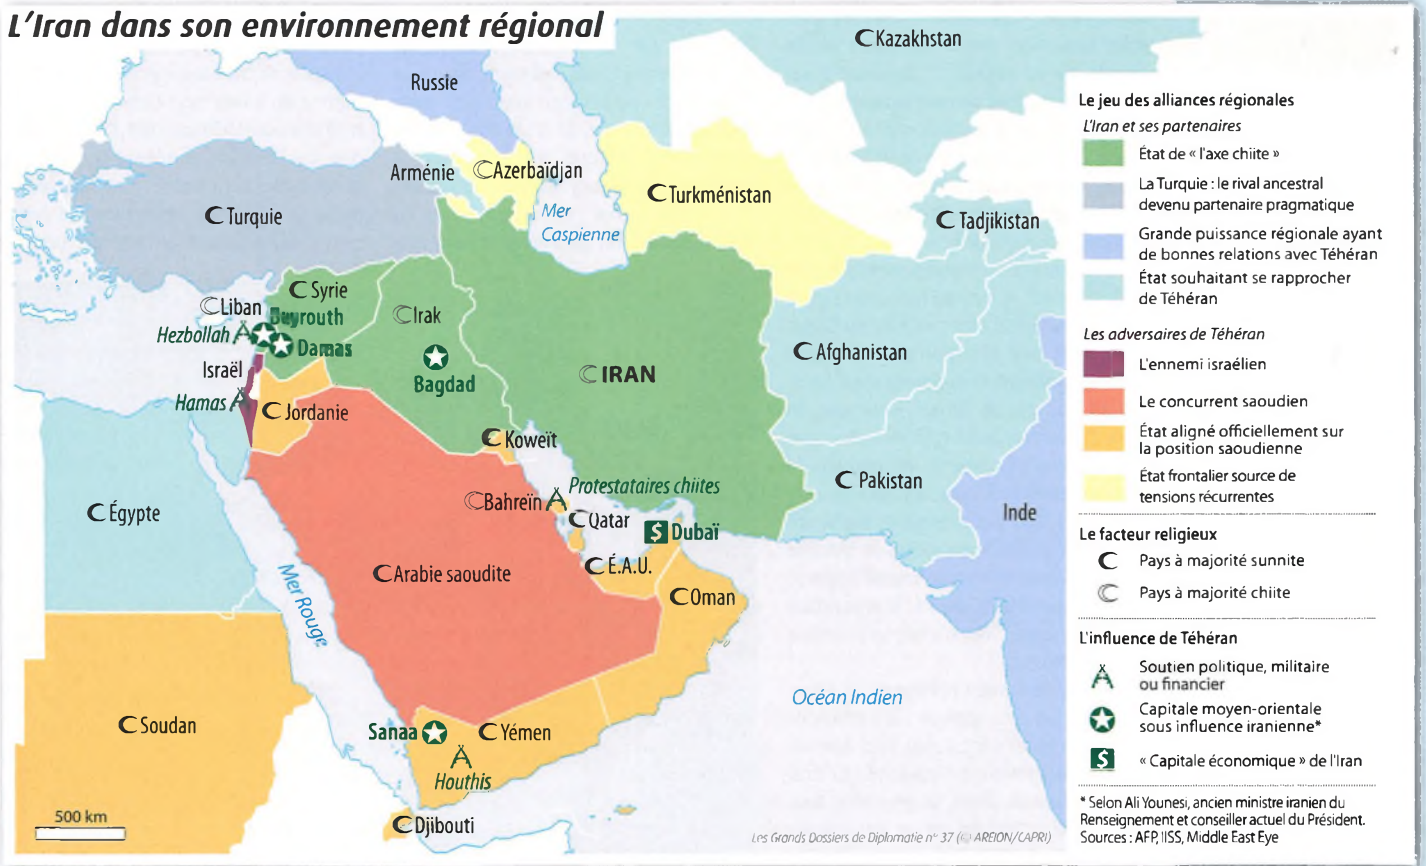 L'Iran dans son environnement régional
Kazakhstan
Russie
Arménie
Azerbaïdjan
Turkménistan
Turquie
Mer
Caspienne
Tadjikistan
Syrie
Liban
Beyrouth
Irak
Hezbollah
Damas
Afghanistan
Israël
IRAN
Bagdad
Hamas
Jordanie
Koweït
Pakistan
Protestataires chiites
Bahreïn
Égypte
Qatar
Inde
Dubaï
Arabie saoudite
É.A.U.
Oman
Mer Rouge
Océan Indien
Soudan
Sanaa
Yémen
Houthis
Djibouti
500 km
Les Grands Dossiers de Diplomatie n° 37 (© AREION/CAPRI)
Le jeu des alliances régionales
L'Iran et ses partenaires
État de « l'axe chiite »
La Turquie : le rival ancestral
devenu partenaire pragmatique
Grande puissance régionale ayant
de bonnes relations avec Téhéran
État souhaitant se rapprocher
de Téhéran
Les adversaires de Téhéran
L'ennemi israélien
Le concurrent saoudien
État aligné officiellement sur
la position saoudienne
État frontalier source de
tensions récurrentes
Le facteur religieux
Pays à majorité sunnite
Pays à majorité chiite
L'influence de Téhéran
Soutien politique, militaire
ou financier
Capitale moyen-orientale
sous influence iranienne*
$ « Capitale économique » de l'Iran
* Selon Ali Younesi, ancien ministre iranien du
Renseignement et conseiller actuel du Président.
Sources : AFP, IISS, Middle East Eye